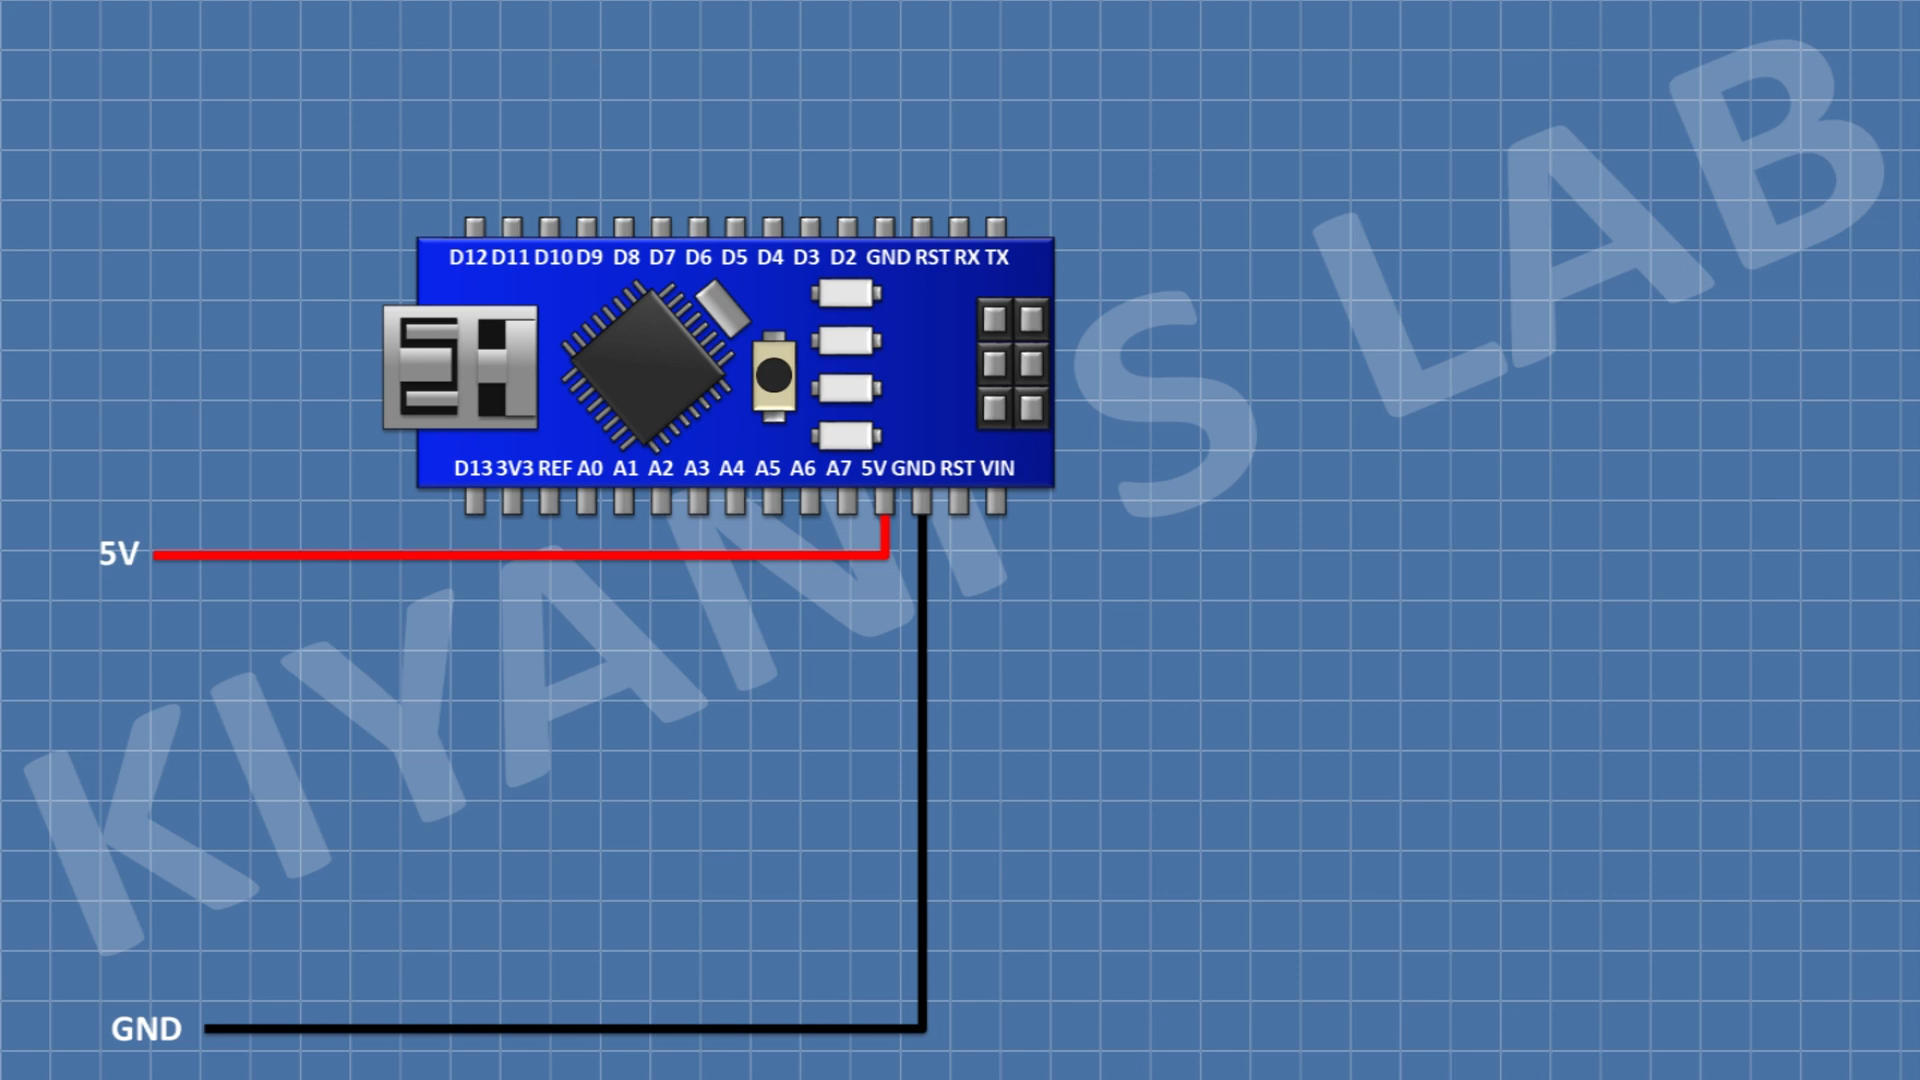 D12 D11 D10 D9 D8 D7 D6 D5 D4 D3 D2 GND RST RX TX
D13 3V3 REF A0 A1 A2 A3 A4 A5 A6 A7 5V GND RST VIN
5V
GND
KIYANI'S LAB